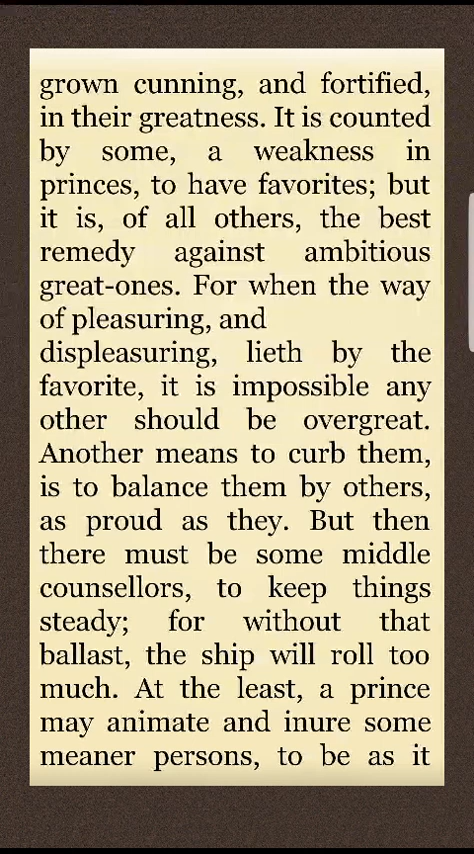 grown cunning, and fortified,
in their greatness. It is counted
by some, a weakness in
princes, to have favorites; but
it is, of all others, the best
remedy against ambitious
great-ones. For when the way
of pleasuring, and
displeasuring, lieth by the
favorite, it is impossible any
other should be overgreat.
Another means to curb them,
is to balance them by others,
as proud as they. But then
there must be some middle
counsellors, to keep things
steady; for without that
ballast, the ship will roll too
much. At the least, a prince
may animate and inure some
meaner persons, to be as it